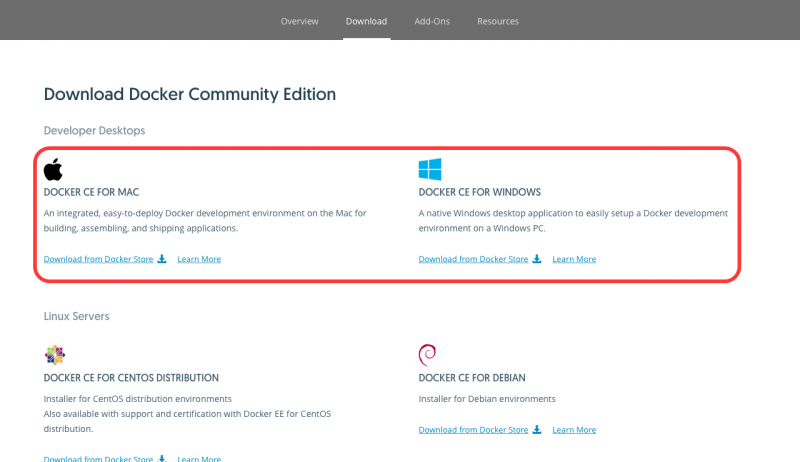 Overview Download Add-Ons Resources
Download Docker Community Edition
Developer Desktops
DOCKER CE FOR MAC
An integrated, easy-to-deploy Docker development environment on the Mac for
building, assembling, and shipping applications.
Download from Docker Store Learn More
DOCKER CE FOR WINDOWS
A native Windows desktop application to easily setup a Docker development
environment on a Windows PC.
Download from Docker Store Learn More
Linux Servers
DOCKER CE FOR CENTOS DISTRIBUTION
Installer for CentOS distribution environments
Also available with support and certification with Docker EE for CentOS
distribution.
Download from Docker Store Learn More
DOCKER CE FOR DEBIAN
Installer for Debian environments
Download from Docker Store Learn More